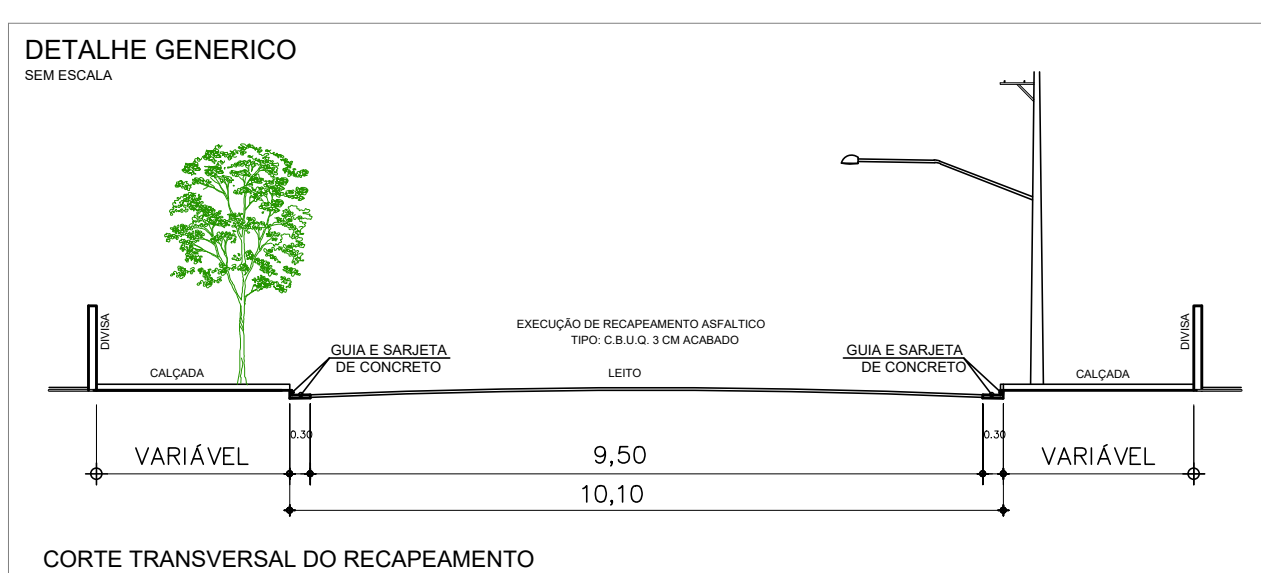 DETALHE GENERICO
SEM ESCALA
EXECUÇÃO DE RECAPEAMENTO ASFALTICO
TIPO: C.B.U.Q. 3 CM ACABADO
DIVISA
DIVISA
GUIA E SARJETA
DE CONCRETO
GUIA E SARJETA
DE CONCRETO
CALÇADA
LEITO
CALÇADA
0.30
0.30
VARIÁVEL
9,50
VARIÁVEL
10,10
CORTE TRANSVERSAL DO RECAPEAMENTO